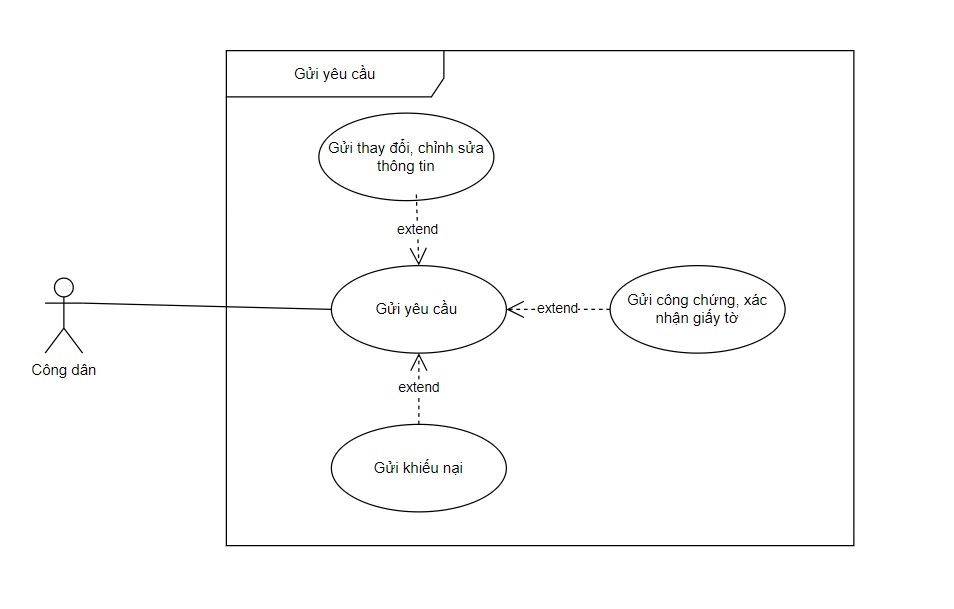 Gửi yêu cầu
Gửi thay đổi, chỉnh sửa
thông tin
extend
Gửi yêu cầu
extend
Gửi công chứng, xác
nhận giấy tờ
Công dân
extend
Gửi khiếu nại